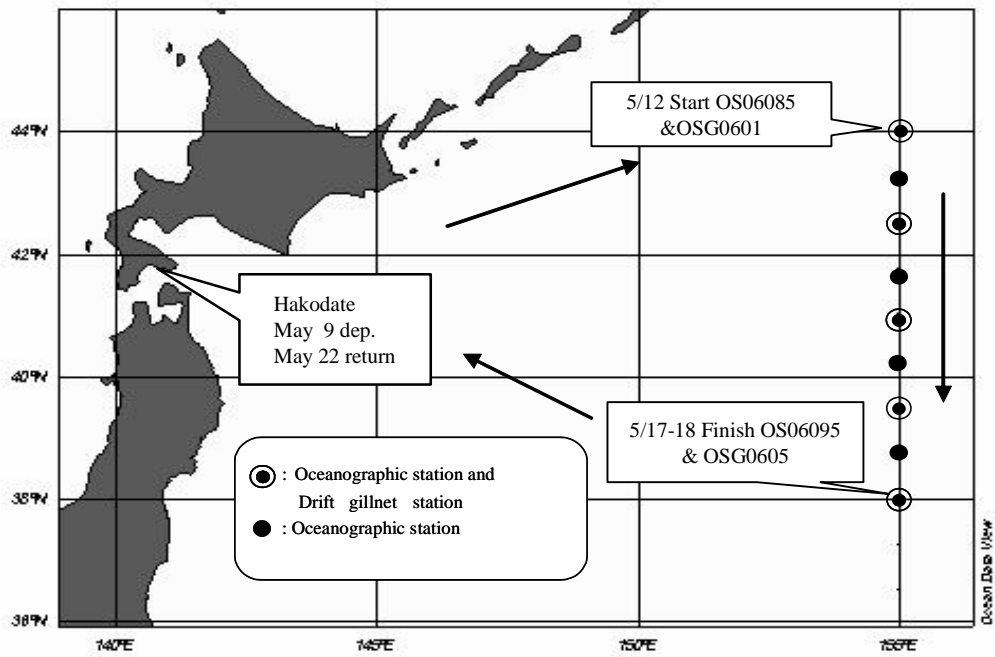 5/12 Start OS06085
&OSG0601
44°N
42°N
Hakodate
May 9 dep.
May 22 return
40°N
5/17-18 Finish OS06095
& OSG0605
: Oceanographic station and
Drift gillnet station
: Oceanographic station
38°N
36°N
140°E
145°E
150°E
155°E
Ocean Data View